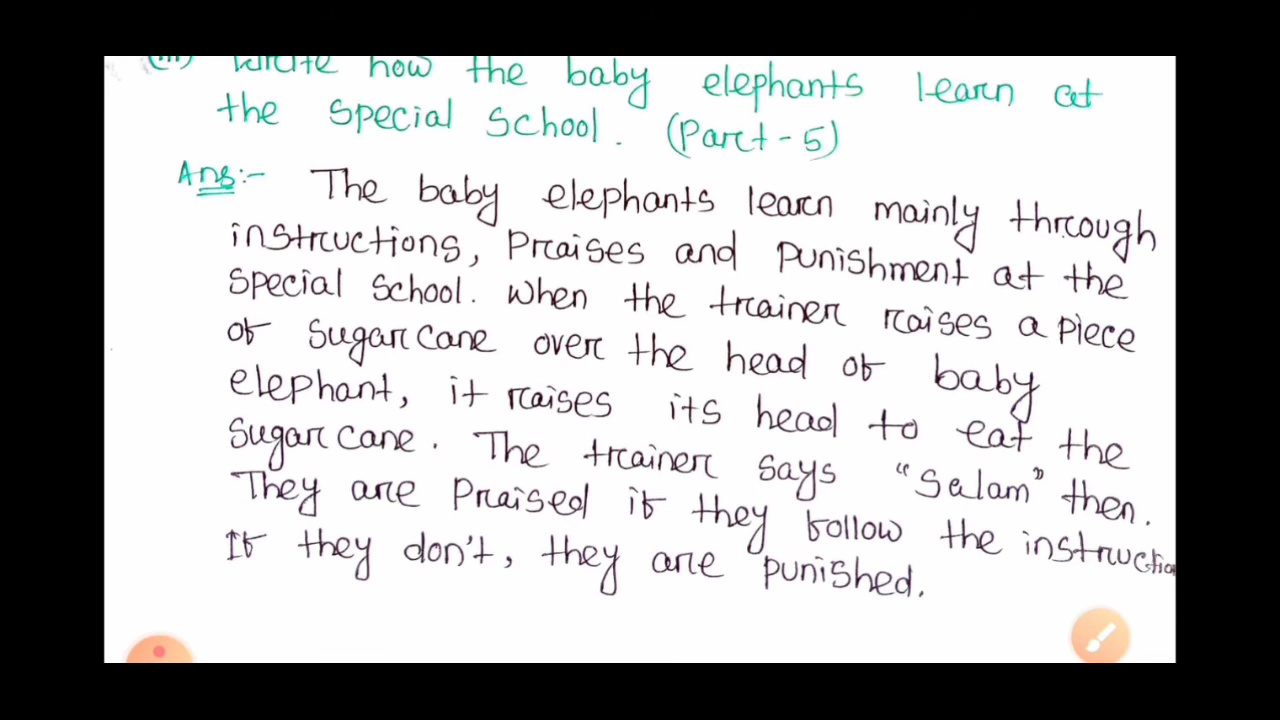 (iii) Write how the baby elephants learn at
the special school. (Part-5)
Ans:- The baby elephants learn mainly through
instructions, Praises and Punishment at the
special school. When the trainer raises a piece
of sugarcane over the head of baby
elephant, it raises its head to eat the
sugarcane. The trainer says "Salam" then.
They are Praised if they follow the instruction
If they don't, they are punished.